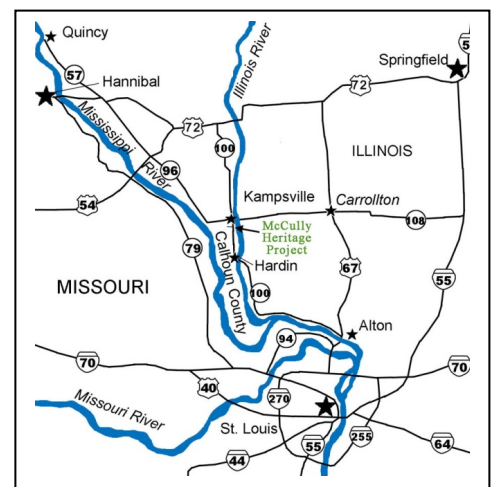 Quincy
57
Hannibal
Mississippi
River
Illinois River
Springfield
5
72
72
100
ILLINOIS
96
54
Kampsville
Carrollton
McCully
Heritage
Project
108
79
Calhoun County
Hardin
67
55
MISSOURI
100
Alton
94
70
40
70
Missouri River
270
St. Louis
55
255
64
44